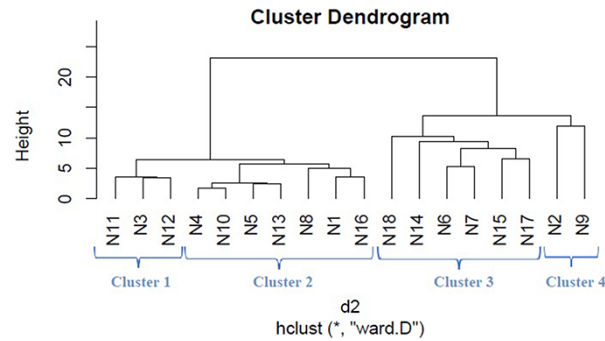 Cluster Dendrogram
Height
20
10
5
0
N11 N3 N12 N4 N10 N5 N13 N8 N1 N16 N18 N14 N6 N7 N15 N17 N2 N9
Cluster 1 Cluster 2 Cluster 3 Cluster 4
d2
hclust (*, "ward.D")